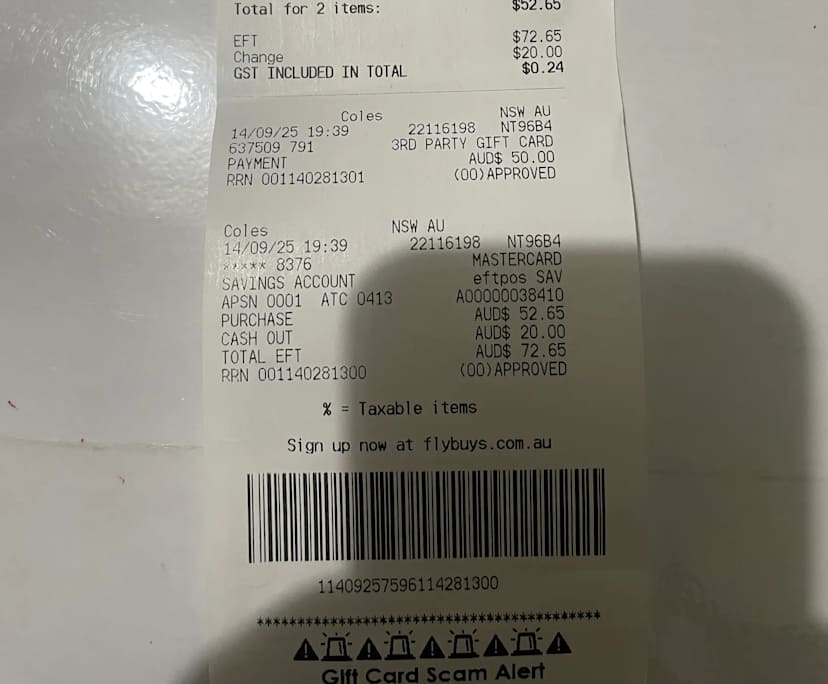 Total for 2 items: $52.65
EFT $72.65
Change $20.00
GST INCLUDED IN TOTAL $0.24
Coles NSW AU
14/09/25 19:39 22116198 NT96B4
637509 791 3RD PARTY GIFT CARD
PAYMENT AUD$ 50.00
RRN 001140281301 (00)APPROVED
Coles NSW AU
14/09/25 19:39 22116198 NT96B4
***** 8376 MASTERCARD
SAVINGS ACCOUNT eftpos SAV
APSN 0001 ATC 0413 A00000038410
PURCHASE AUD$ 52.65
CASH OUT AUD$ 20.00
TOTAL EFT AUD$ 72.65
RRN 001140281300 (00)APPROVED
% = Taxable items
Sign up now at flybuys.com.au
11409257596114281300
****************************************
Gift Card Scam Alert